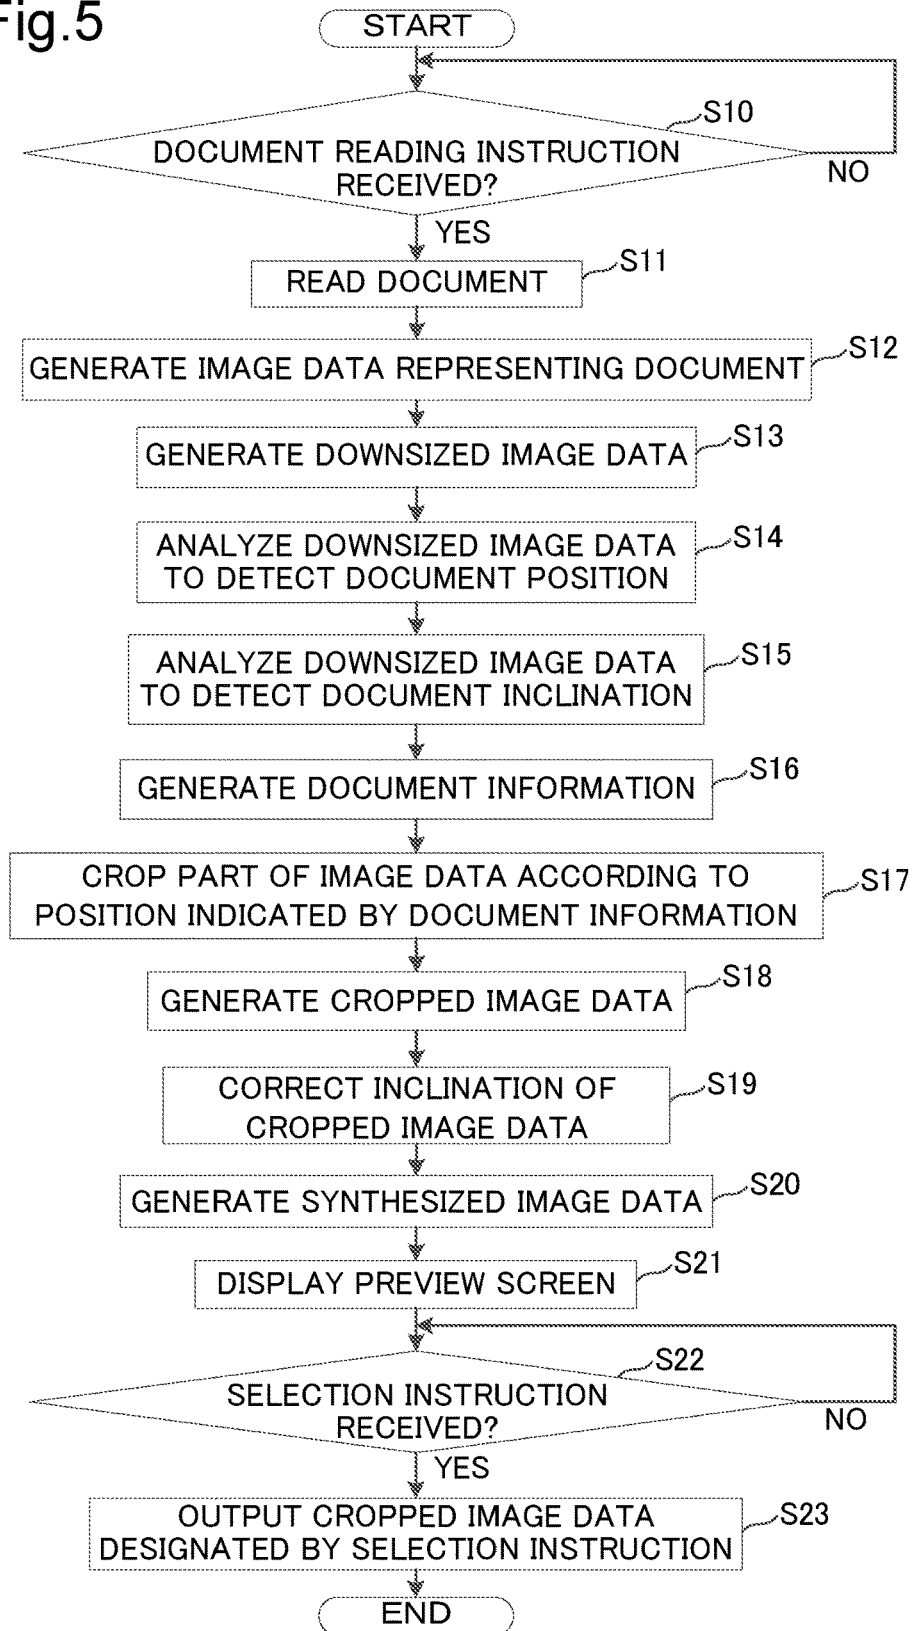 Fig.5
START
S10
DOCUMENT READING INSTRUCTION
RECEIVED?
NO
YES
S11
READ DOCUMENT
S12
GENERATE IMAGE DATA REPRESENTING DOCUMENT
S13
GENERATE DOWNSIZED IMAGE DATA
S14
ANALYZE DOWNSIZED IMAGE DATA
TO DETECT DOCUMENT POSITION
S15
ANALYZE DOWNSIZED IMAGE DATA
TO DETECT DOCUMENT INCLINATION
S16
GENERATE DOCUMENT INFORMATION
S17
CROP PART OF IMAGE DATA ACCORDING TO
POSITION INDICATED BY DOCUMENT INFORMATION
S18
GENERATE CROPPED IMAGE DATA
S19
CORRECT INCLINATION OF
CROPPED IMAGE DATA
S20
GENERATE SYNTHESIZED IMAGE DATA
S21
DISPLAY PREVIEW SCREEN
S22
SELECTION INSTRUCTION
RECEIVED?
NO
YES
S23
OUTPUT CROPPED IMAGE DATA
DESIGNATED BY SELECTION INSTRUCTION
END